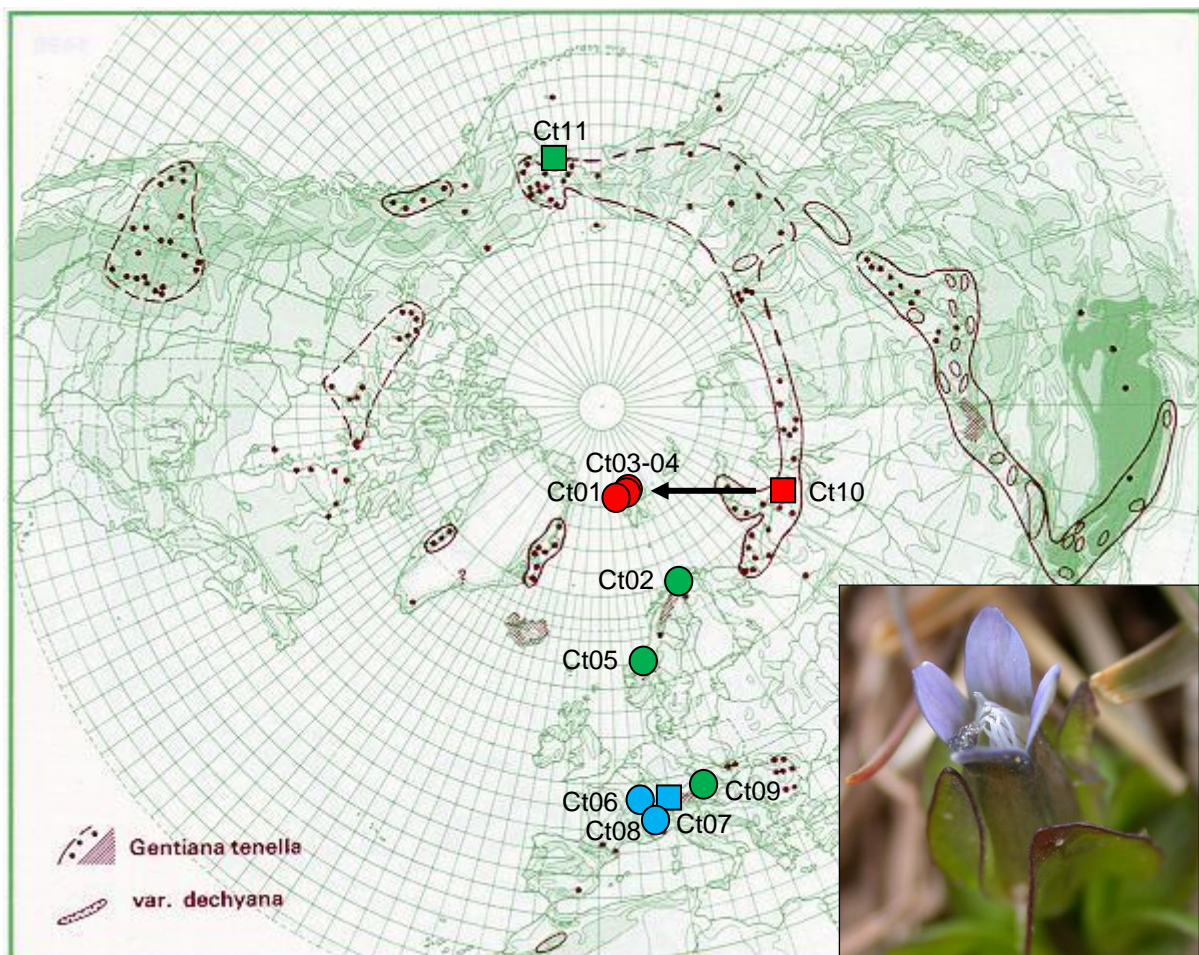 Ct11
Ct03-04
Ct01
Ct10
Ct02
?
Ct05
Ct09
Ct06
Ct08
Ct07
Gentiana tenella
var. dechyana